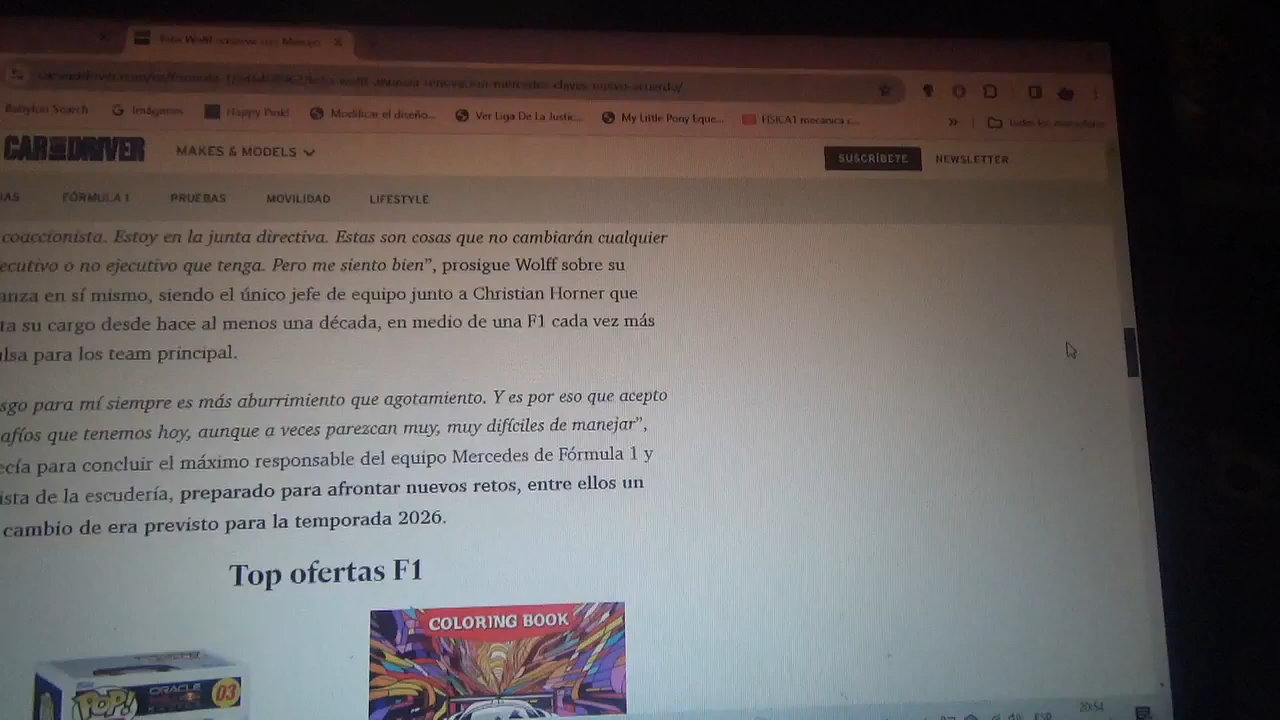 Babylon Search
Imágenes
Happy Pink!
Modificar el diseño...
Ver Liga De La Justic...
My Little Pony Eque...
FISICA1 mecanica c...
»
CAR AND DRIVER
MAKES & MODELS
SUSCRÍBETE
NEWSLETTER
IAS
FÓRMULA 1
PRUEBAS
MOVILIDAD
LIFESTYLE
coaccionista. Estoy en la junta directiva. Estas son cosas que no cambiarán cualquier
ecutivo o no ejecutivo que tenga. Pero me siento bien”, prosigue Wolff sobre su
anza en sí mismo, siendo el único jefe de equipo junto a Christian Horner que
ta su cargo desde hace al menos una década, en medio de una F1 cada vez más
ulsa para los team principal.
sgo para mí siempre es más aburrimiento que agotamiento. Y es por eso que acepto
afíos que tenemos hoy, aunque a veces parezcan muy, muy difíciles de manejar”,
ecía para concluir el máximo responsable del equipo Mercedes de Fórmula 1 y
ista de la escudería, preparado para afrontar nuevos retos, entre ellos un
cambio de era previsto para la temporada 2026.
Top ofertas F1
COLORING BOOK
POP!
ORACLE
03
20:54
ESP